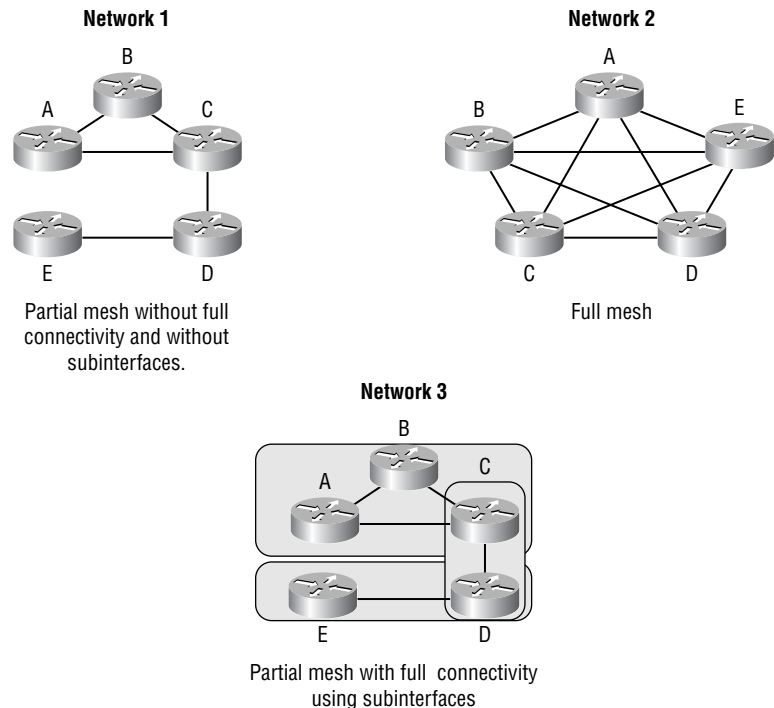 Network 1
B
A
C
E
D
Partial mesh without full
connectivity and without
subinterfaces.
Network 2
A
B
E
C
D
Full mesh
Network 3
B
A
C
E
D
Partial mesh with full connectivity
using subinterfaces